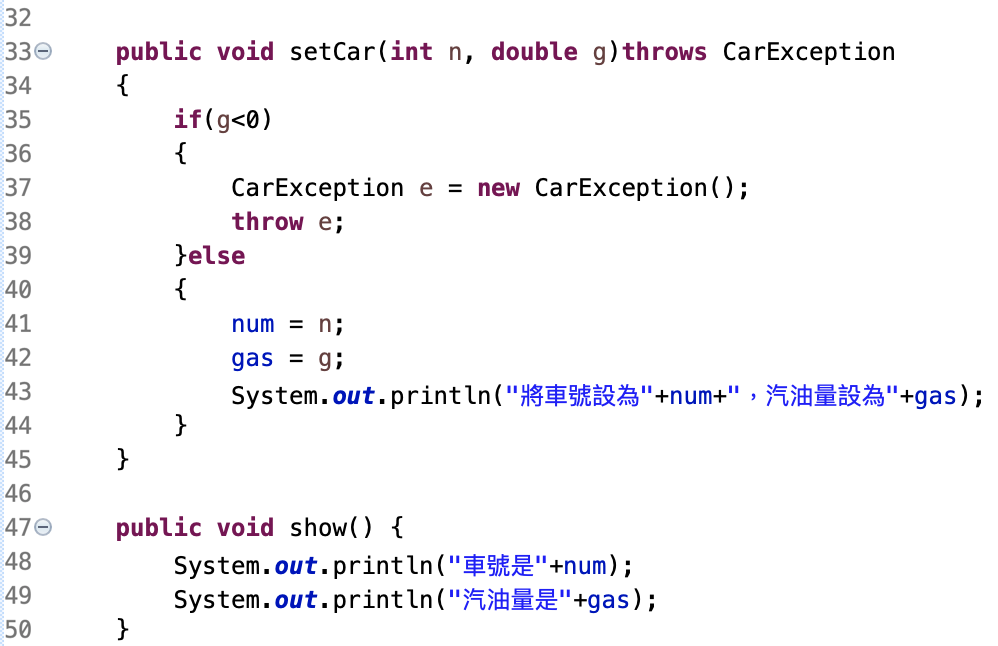 32
33 public void setCar(int n, double g)throws CarException
34 {
35 if(g<0)
36 {
37 CarException e = new CarException();
38 throw e;
39 }else
40 {
41 num = n;
42 gas = g;
43 System.out.println("將車號設為"+num+"，汽油量設為"+gas);
44 }
45 }
46
47 public void show() {
48 System.out.println("車號是"+num);
49 System.out.println("汽油量是"+gas);
50 }